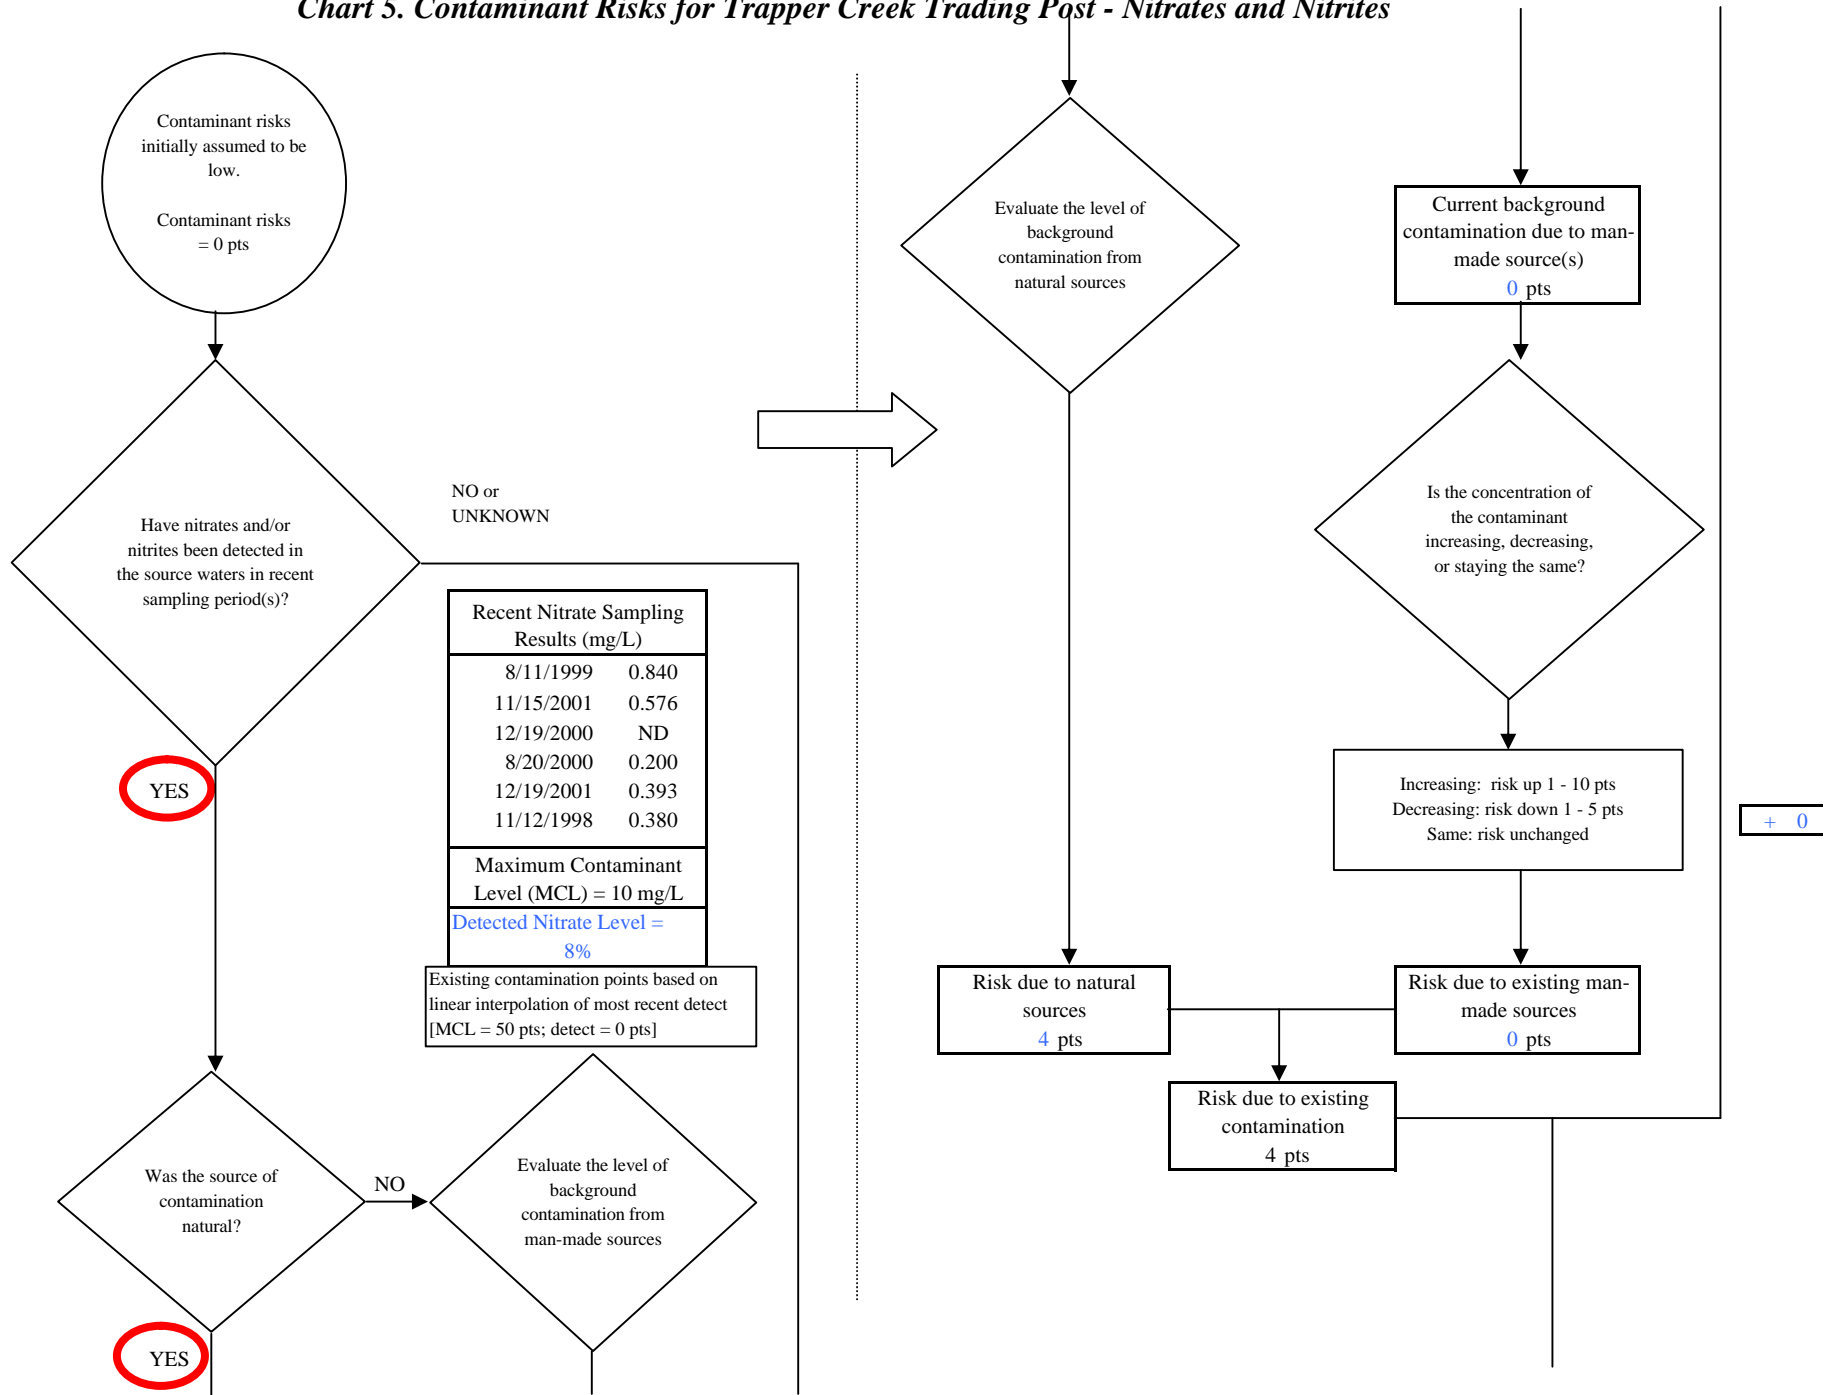 Chart 5. Contaminant Risks for Trapper Creek Trading Post - Nitrates and Nitrites
Contaminant risks
initially assumed to be
low.
Contaminant risks
= 0 pts
Have nitrates and/or
nitrites been detected in
the source waters in recent
sampling period(s)?
NO or
UNKNOWN
YES
Recent Nitrate Sampling
Results (mg/L)
8/11/1999 0.840
11/15/2001 0.576
12/19/2000 ND
8/20/2000 0.200
12/19/2001 0.393
11/12/1998 0.380
Maximum Contaminant
Level (MCL) = 10 mg/L
Detected Nitrate Level =
8%
Existing contamination points based on
linear interpolation of most recent detect
[MCL = 50 pts; detect = 0 pts]
Was the source of
contamination
natural?
NO
YES
Evaluate the level of
background
contamination from
man-made sources
Evaluate the level of
background
contamination from
natural sources
Current background
contamination due to man-
made source(s)
0 pts
Is the concentration of
the contaminant
increasing, decreasing,
or staying the same?
Increasing: risk up 1 - 10 pts
Decreasing: risk down 1 - 5 pts
Same: risk unchanged
+ 0
Risk due to natural
sources
4 pts
Risk due to existing man-
made sources
0 pts
Risk due to existing
contamination
4 pts